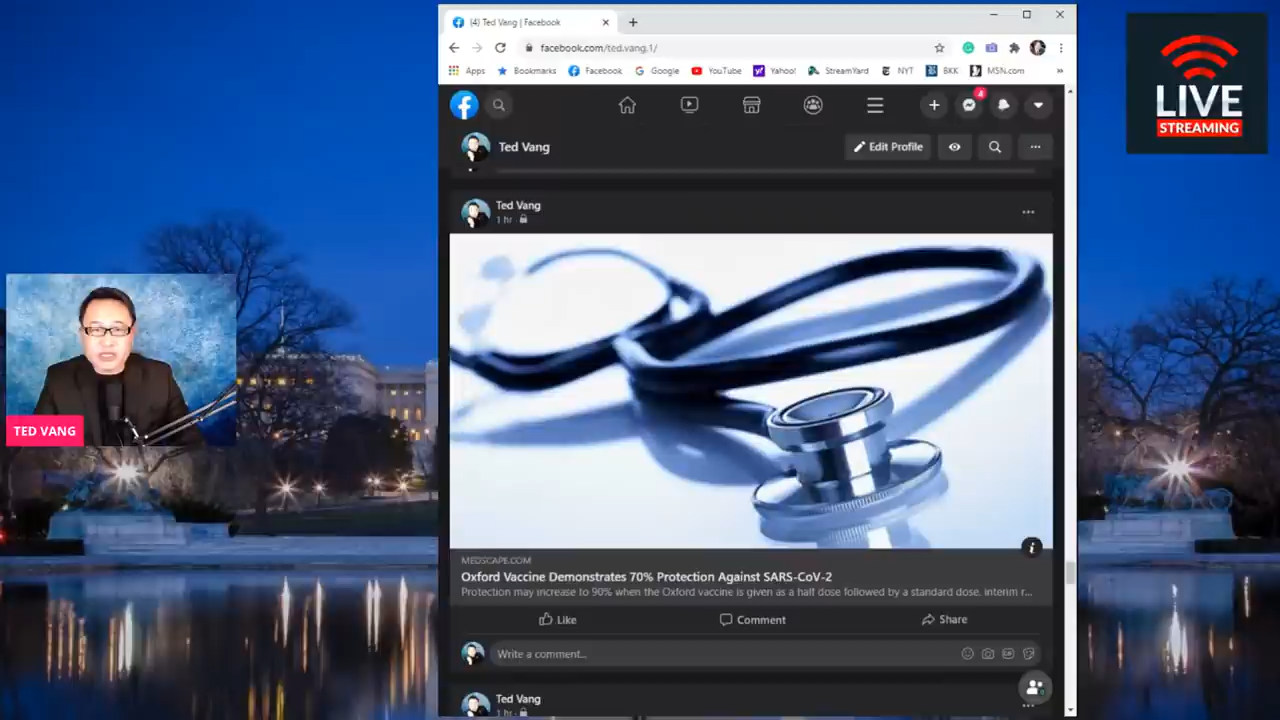 (4) Ted Vang | Facebook
facebook.com/ted.vang.1/
Apps Bookmarks Facebook Google YouTube Yahoo! StreamYard NYT BKK MSN.com
4
Ted Vang
Edit Profile
Ted Vang
1 hr
MEDSCAPE.COM
Oxford Vaccine Demonstrates 70% Protection Against SARS-CoV-2
Protection may increase to 90% when the Oxford vaccine is given as a half dose followed by a standard dose, interim r...
Like Comment Share
Write a comment...
Ted Vang
1 hr
LIVE
STREAMING
TED VANG